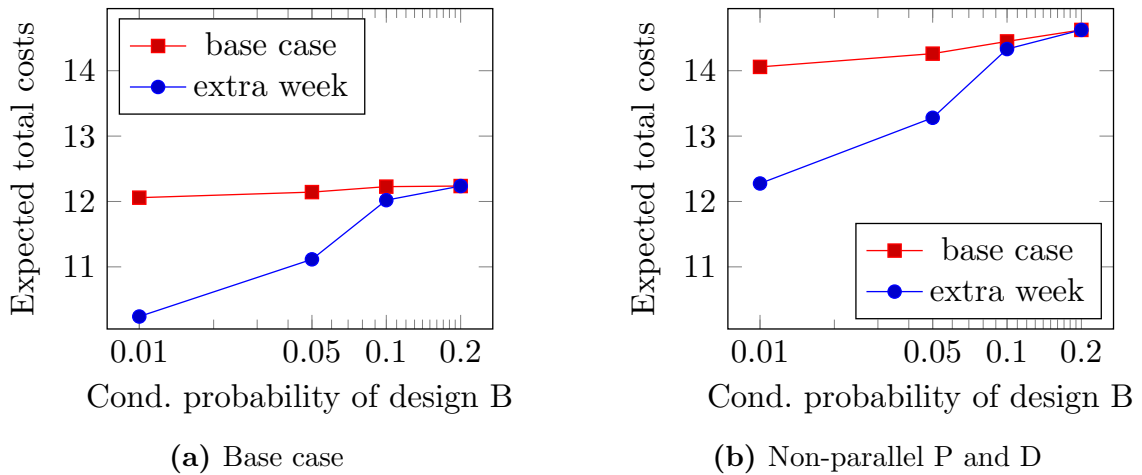 Expected total costs
14
13
12
11
base case
extra week
0.01 0.05 0.1 0.2
Cond. probability of design B
(a) Base case
Expected total costs
14
13
12
11
base case
extra week
0.01 0.05 0.1 0.2
Cond. probability of design B
(b) Non-parallel P and D